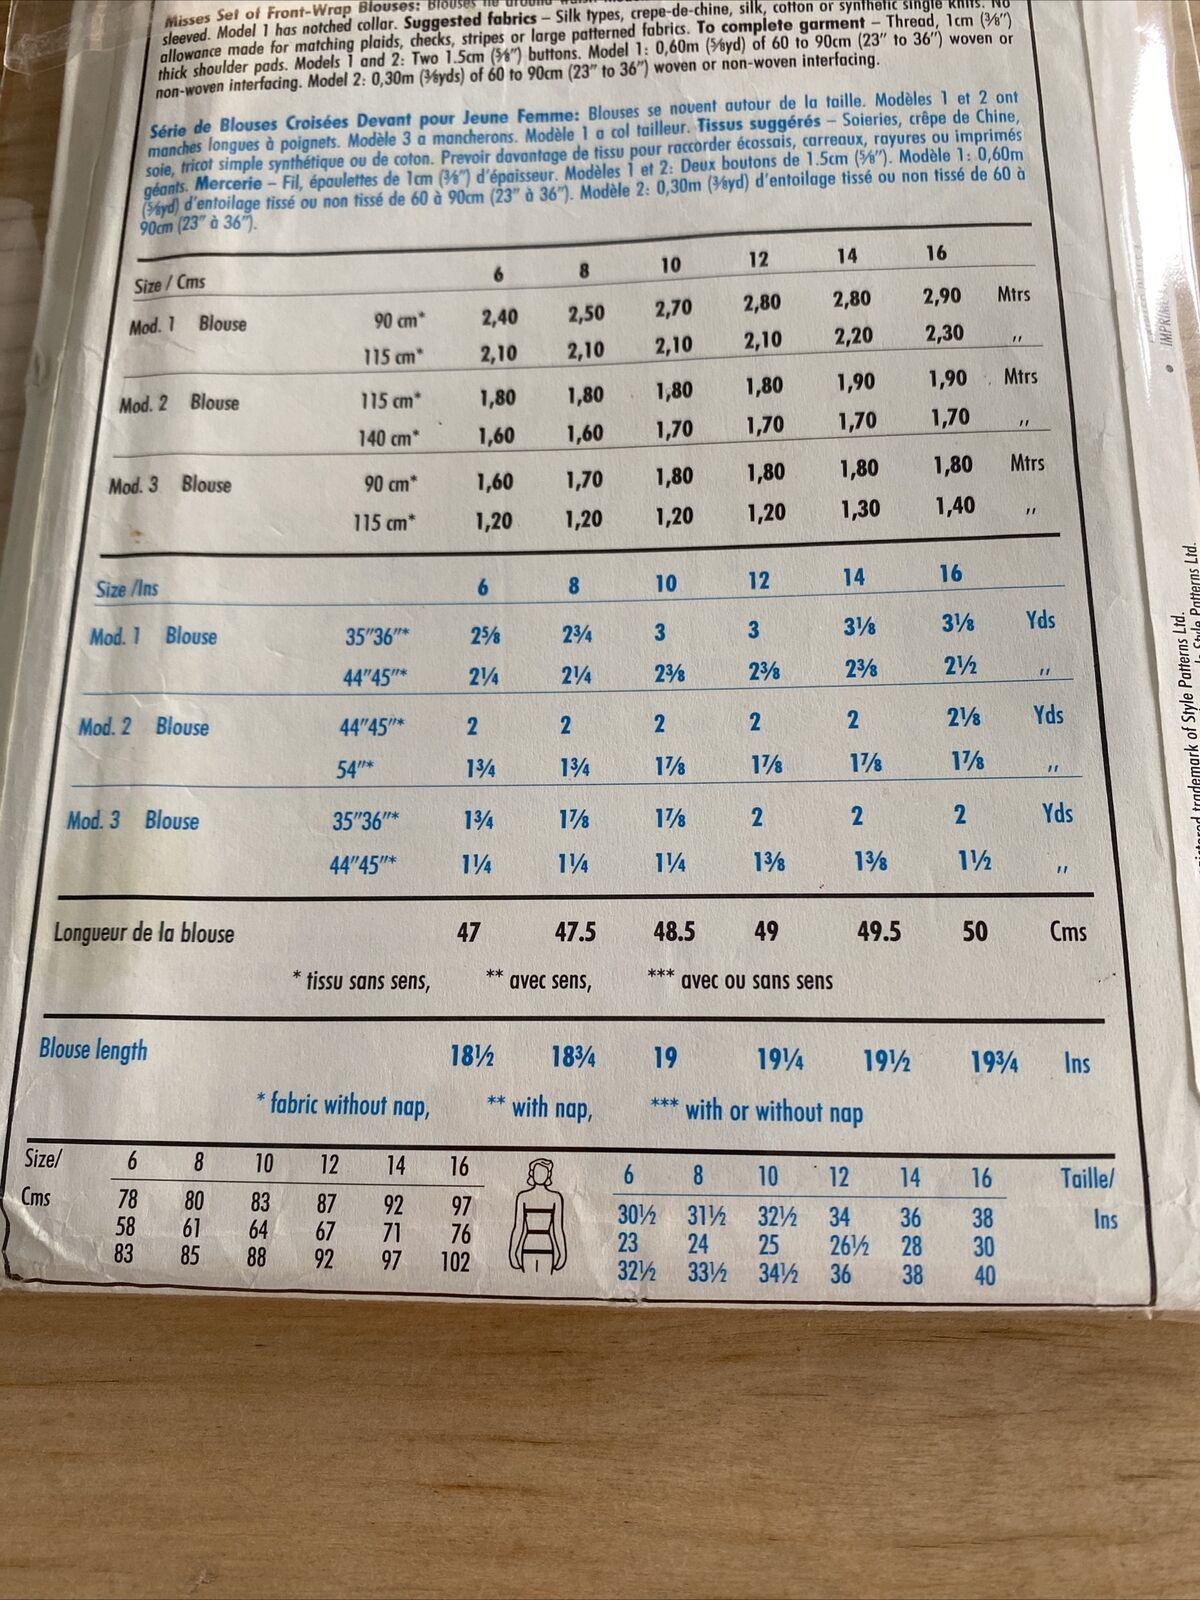 Misses Set of Front-Wrap Blouses: Blouses tie around
sleeved. Model 1 has notched collar. Suggested fabrics – Silk types, crepe-de-chine, silk, cotton or synthetic single knits. No
allowance made for matching plaids, checks, stripes or large patterned fabrics. To complete garment – Thread, 1cm (⅜")
thick shoulder pads. Models 1 and 2: Two 1.5cm (⅝") buttons. Model 1: 0,60m (⅝yd) of 60 to 90cm (23" to 36") woven or
non-woven interfacing. Model 2: 0,30m (⅜yds) of 60 to 90cm (23" to 36") woven or non-woven interfacing.
Série de Blouses Croisées Devant pour Jeune Femme: Blouses se nouent autour de la taille. Modèles 1 et 2 ont
manches longues à poignets. Modèle 3 a mancherons. Modèle 1 a col tailleur. Tissus suggérés – Soieries, crêpe de Chine,
soie, tricot simple synthétique ou de coton. Prevoir davantage de tissu pour raccorder écossais, carreaux, rayures ou imprimés
géants. Mercerie – Fil, épaulettes de 1cm (⅜") d'épaisseur. Modèles 1 et 2: Deux boutons de 1.5cm (⅝"). Modèle 1: 0,60m
(⅝yd) d'entoilage tissé ou non tissé de 60 à 90cm (23" à 36"). Modèle 2: 0,30m (⅜yd) d'entoilage tissé ou non tissé de 60 à
90cm (23" à 36").
Size / Cms 6 8 10 12 14 16
Mod. 1 Blouse 90 cm* 2,40 2,50 2,70 2,80 2,80 2,90 Mtrs
115 cm* 2,10 2,10 2,10 2,10 2,20 2,30 ,,
Mod. 2 Blouse 115 cm* 1,80 1,80 1,80 1,80 1,90 1,90 Mtrs
140 cm* 1,60 1,60 1,70 1,70 1,70 1,70 ,,
Mod. 3 Blouse 90 cm* 1,60 1,70 1,80 1,80 1,80 1,80 Mtrs
115 cm* 1,20 1,20 1,20 1,20 1,30 1,40 ,,
Size /Ins 6 8 10 12 14 16
Mod. 1 Blouse 35"36"* 2⅝ 2¾ 3 3 3⅛ 3⅛ Yds
44"45"* 2¼ 2¼ 2⅜ 2⅜ 2⅜ 2½ ,,
Mod. 2 Blouse 44"45"* 2 2 2 2 2 2⅛ Yds
54"* 1¾ 1¾ 1⅞ 1⅞ 1⅞ 1⅞ ,,
Mod. 3 Blouse 35"36"* 1¾ 1⅞ 1⅞ 2 2 2 Yds
44"45"* 1¼ 1¼ 1¼ 1⅜ 1⅜ 1½ ,,
Longueur de la blouse 47 47.5 48.5 49 49.5 50 Cms
* tissu sans sens, ** avec sens, *** avec ou sans sens
Blouse length 18½ 18¾ 19 19¼ 19½ 19¾ Ins
* fabric without nap, ** with nap, *** with or without nap
Size/ 6 8 10 12 14 16 6 8 10 12 14 16 Taille/
Cms 78 80 83 87 92 97 30½ 31½ 32½ 34 36 38 Ins
58 61 64 67 71 76 23 24 25 26½ 28 30
83 85 88 92 97 102 32½ 33½ 34½ 36 38 40
trademark of Style Patterns Ltd.
Style Patterns Ltd.